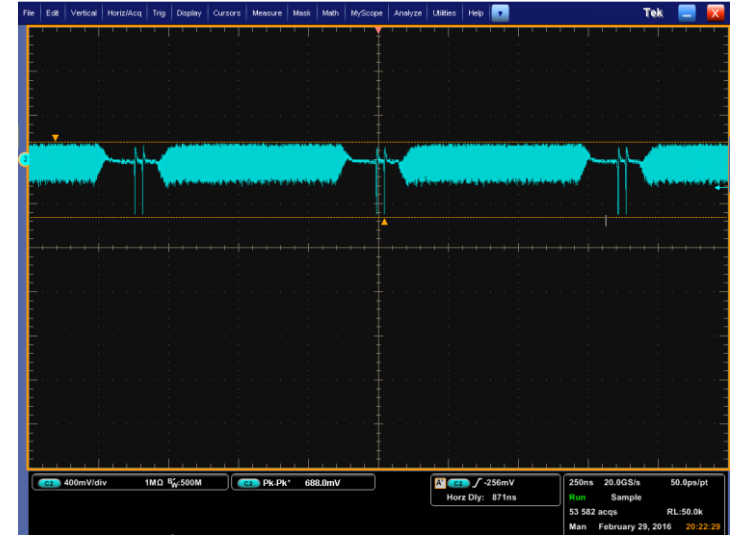 File Edit Vertical Horiz/Acq Trig Display Cursors Measure Mask Math MyScope Analyze Utilities Help Tek X
2
C2 400mV/div 1MΩ BW:500M C2 Pk-Pk* 688.0mV A' C2 -256mV 250ns 20.0GS/s 50.0ps/pt
Horz Dly: 871ns Run Sample
53 582 acqs RL:50.0k
Man February 29, 2016 20:22:29